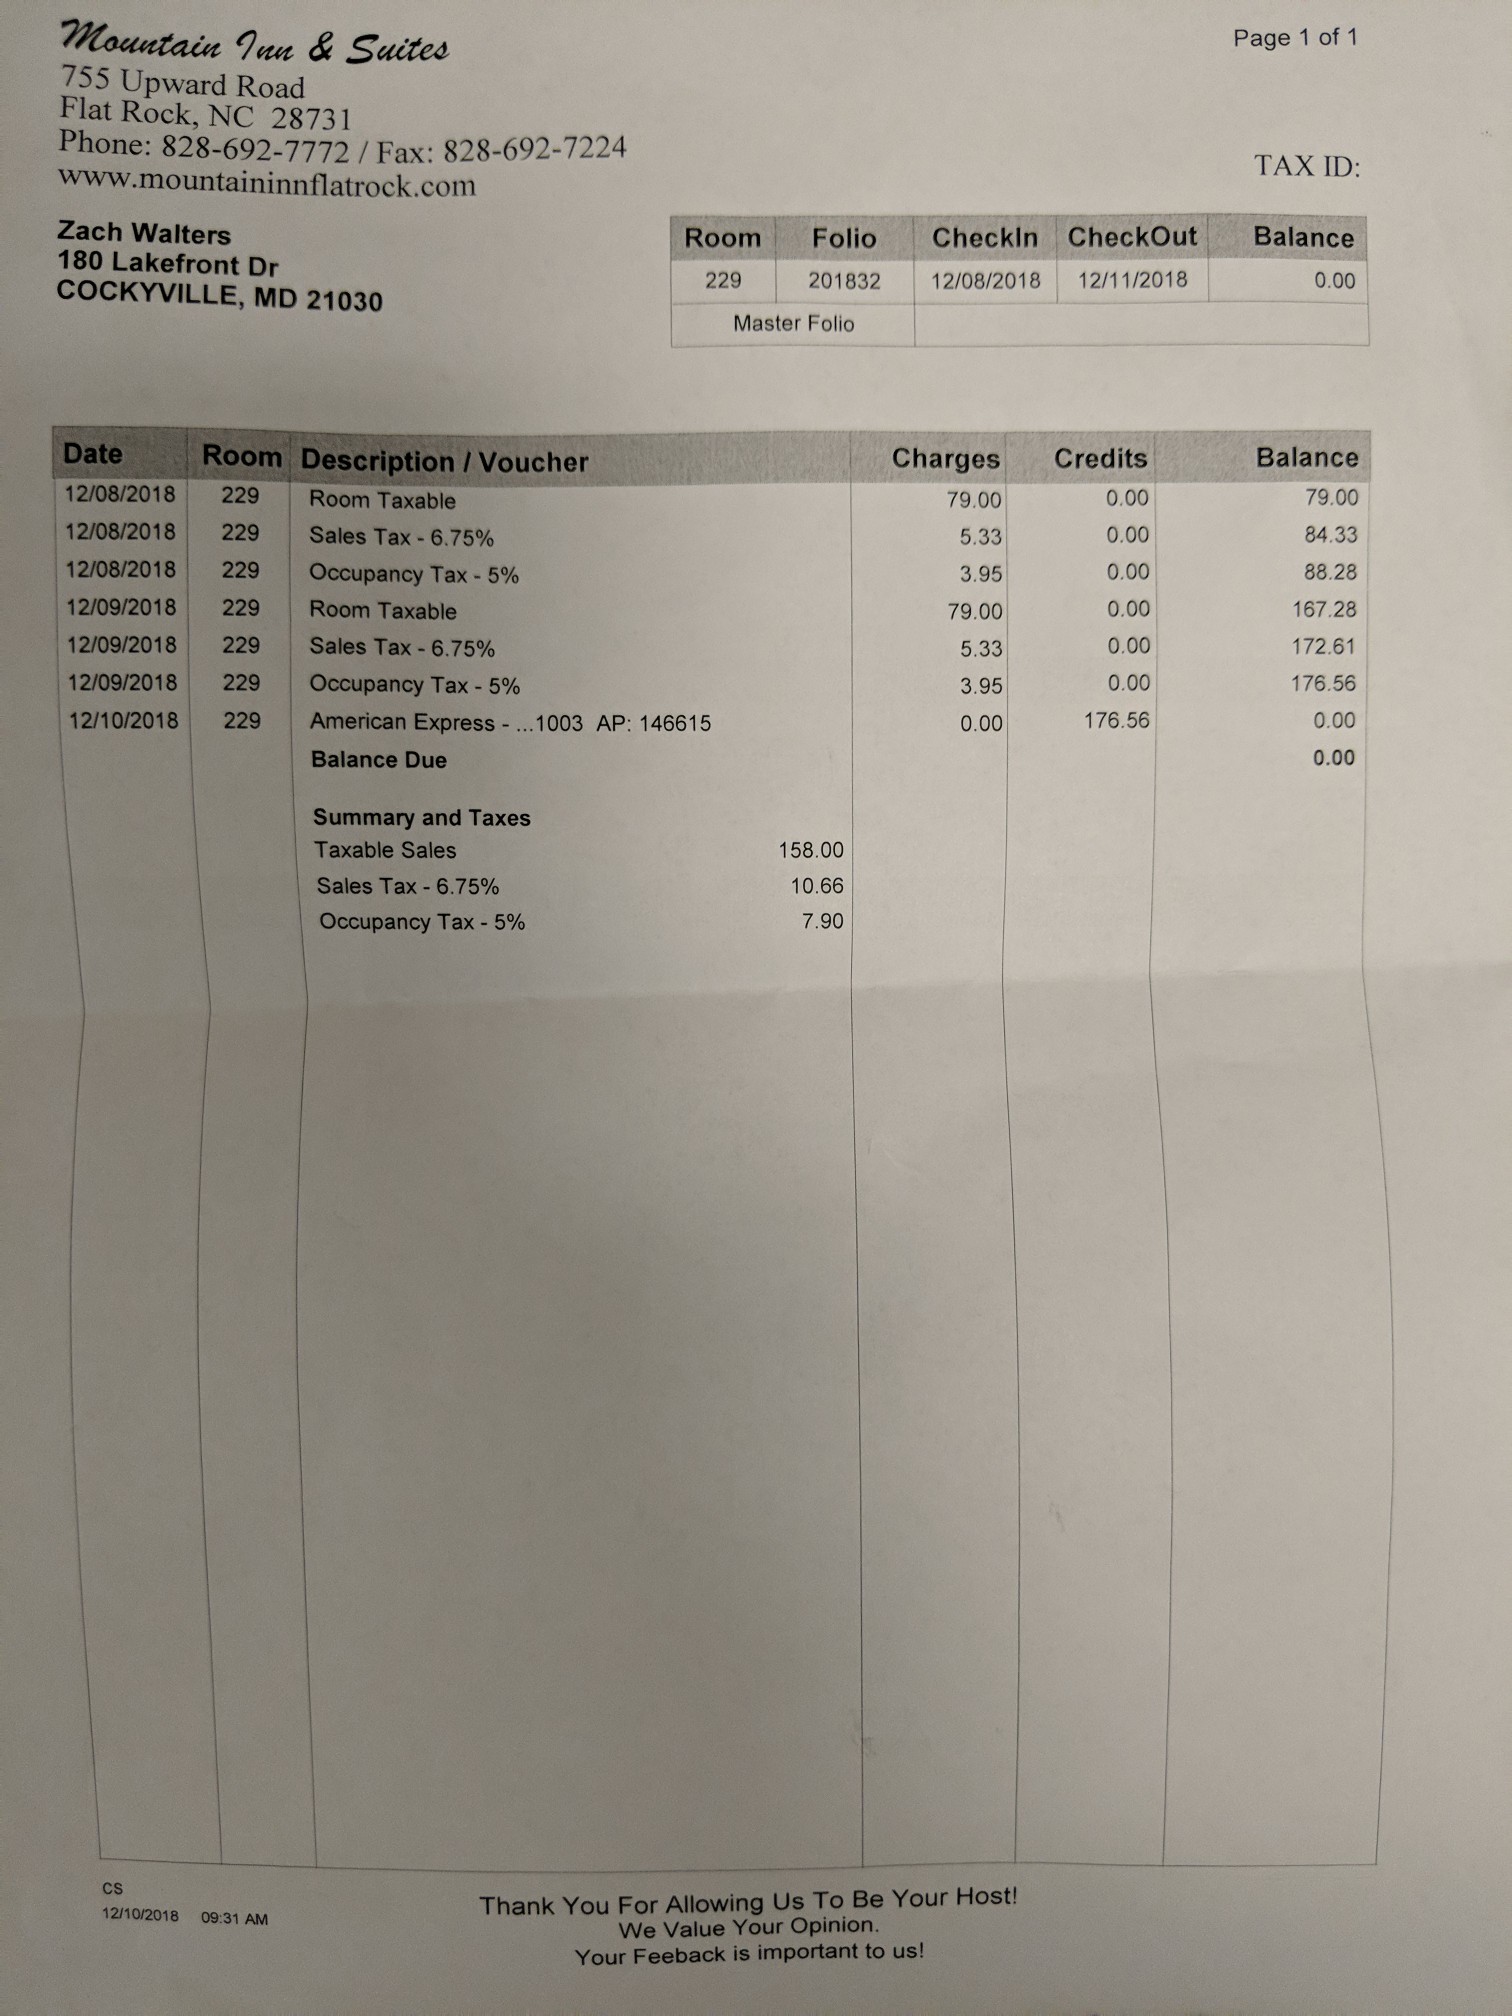 Mountain Inn & Suites
Page 1 of 1
755 Upward Road
Flat Rock, NC 28731
Phone: 828-692-7772 / Fax: 828-692-7224
www.mountaininnflatrock.com
TAX ID:
Zach Walters
180 Lakefront Dr
COCKYVILLE, MD 21030
Room Folio CheckIn CheckOut Balance
229 201832 12/08/2018 12/11/2018 0.00
Master Folio
Date Room Description / Voucher Charges Credits Balance
12/08/2018 229 Room Taxable 79.00 0.00 79.00
12/08/2018 229 Sales Tax - 6.75% 5.33 0.00 84.33
12/08/2018 229 Occupancy Tax - 5% 3.95 0.00 88.28
12/09/2018 229 Room Taxable 79.00 0.00 167.28
12/09/2018 229 Sales Tax - 6.75% 5.33 0.00 172.61
12/09/2018 229 Occupancy Tax - 5% 3.95 0.00 176.56
12/10/2018 229 American Express - ...1003 AP: 146615 0.00 176.56 0.00
Balance Due 0.00
Summary and Taxes
Taxable Sales 158.00
Sales Tax - 6.75% 10.66
Occupancy Tax - 5% 7.90
CS
12/10/2018 09:31 AM
Thank You For Allowing Us To Be Your Host!
We Value Your Opinion.
Your Feeback is important to us!